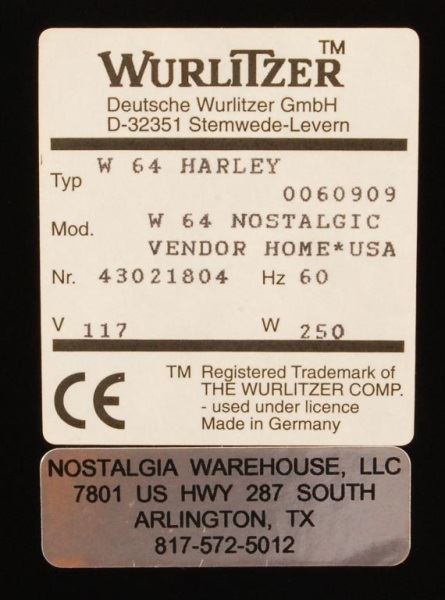 WURLITZER™
Deutsche Wurlitzer GmbH
D-32351 Stemwede-Levern
Typ W 64 HARLEY
0060909
Mod. W 64 NOSTALGIC
VENDOR HOME*USA
Nr. 43021804 Hz 60
V 117 W 250
CE TM Registered Trademark of
THE WURLITZER COMP.
- used under licence
Made in Germany
NOSTALGIA WAREHOUSE, LLC
7801 US HWY 287 SOUTH
ARLINGTON, TX
817-572-5012